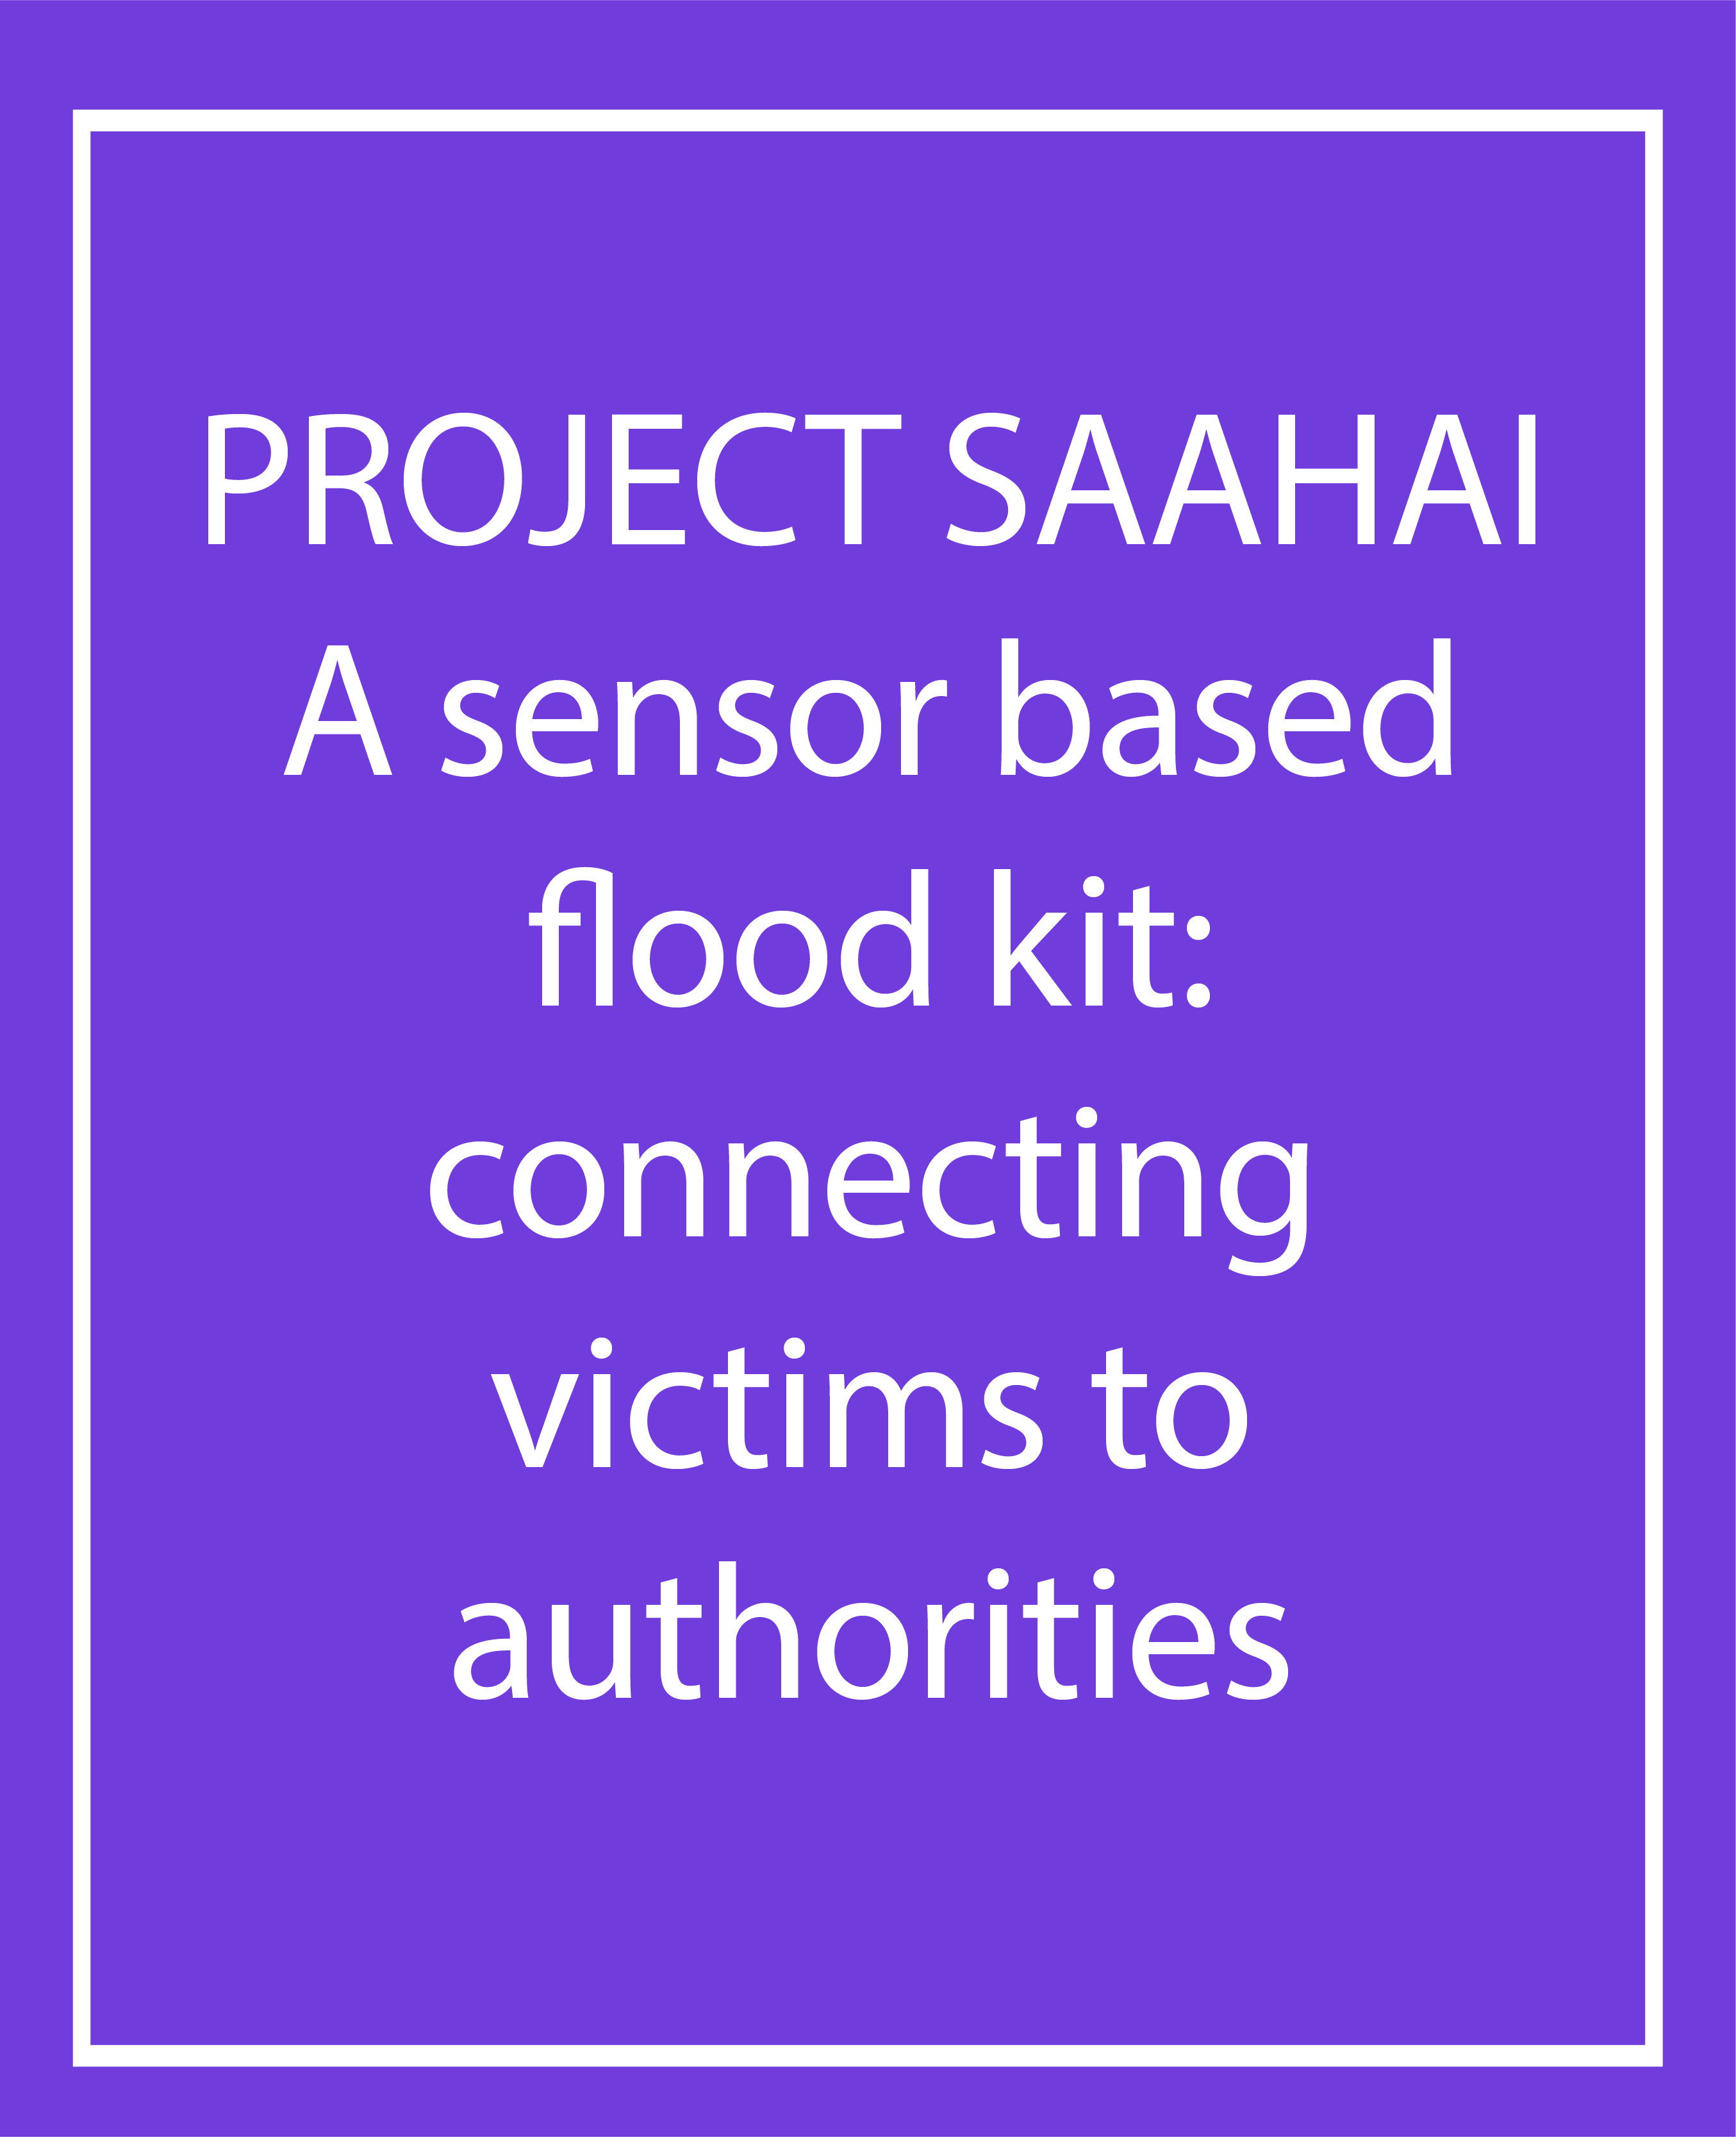 PROJECT SAAHAI
A sensor based
flood kit:
connecting
victims to
authorities